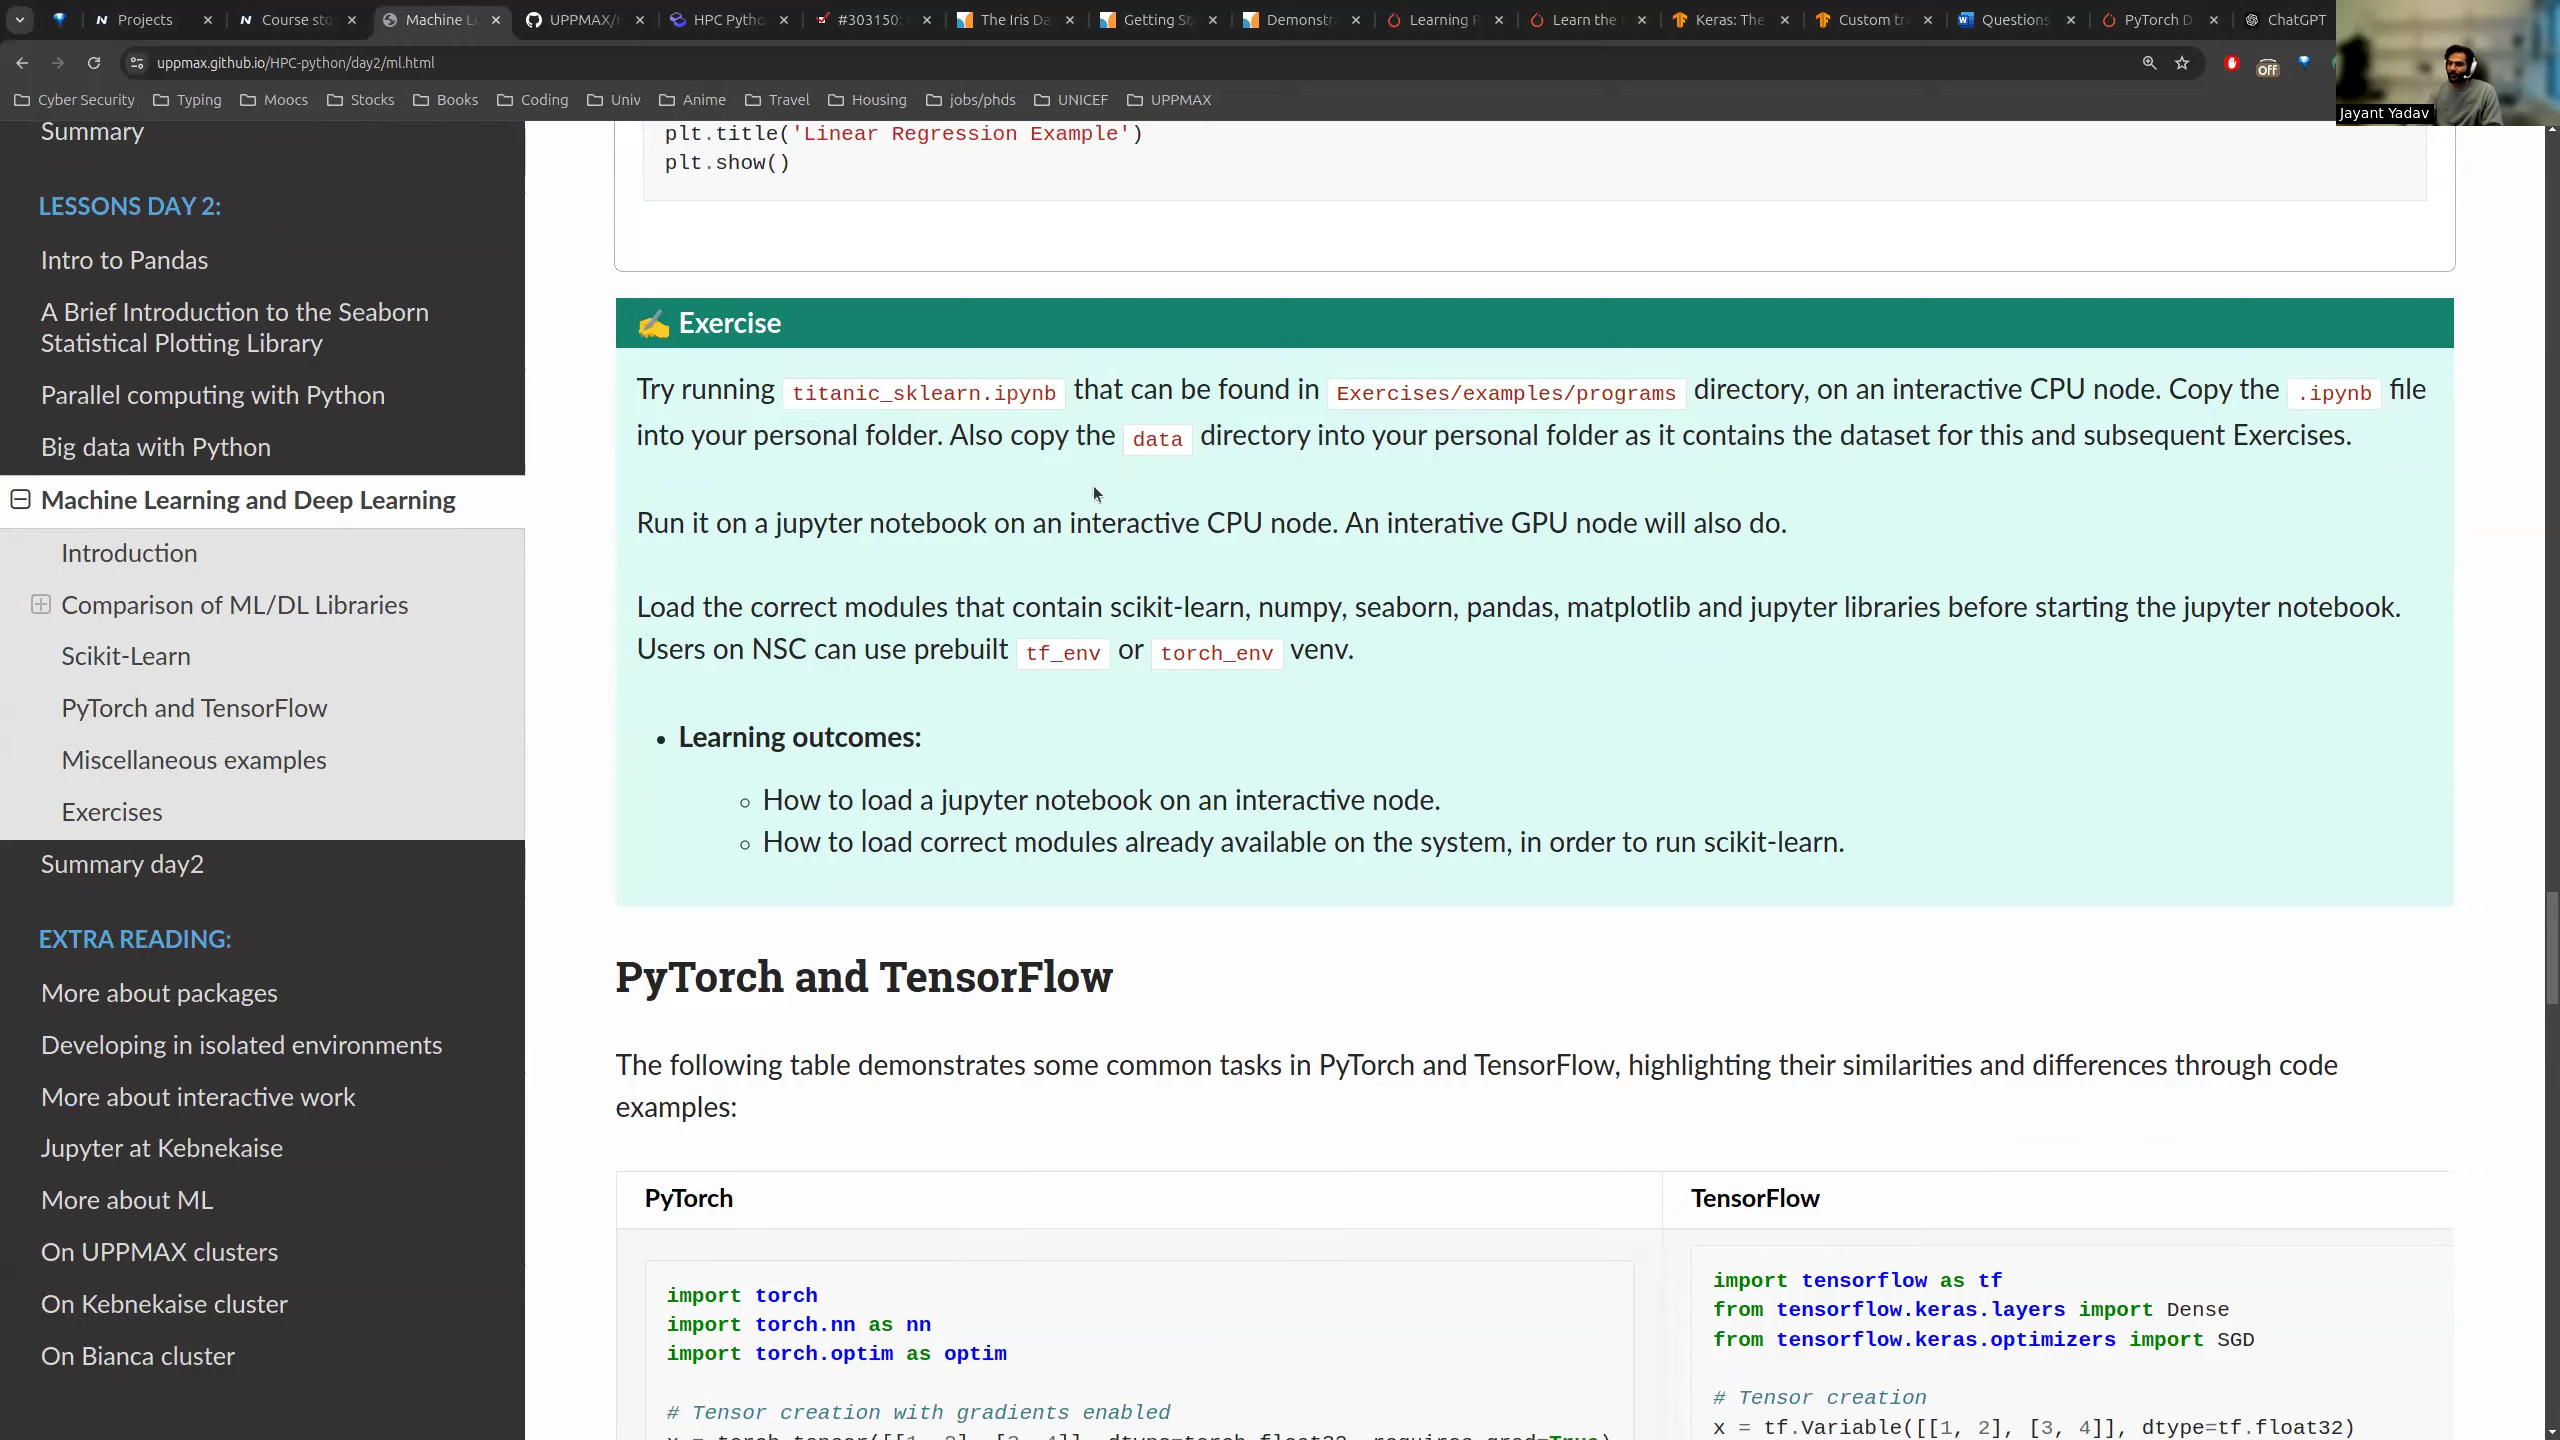 Projects
Course sto
Machine Le
UPPMAX/H
HPC Pytho
#303150:
The Iris Da
Getting St
Demonstra
Learning P
Learn the
Keras: The
Custom tr
Questions
PyTorch D
ChatGPT
uppmax.github.io/HPC-python/day2/ml.html
Off
Cyber Security
Typing
Moocs
Stocks
Books
Coding
Univ
Anime
Travel
Housing
jobs/phds
UNICEF
UPPMAX
Jayant Yadav
Summary
LESSONS DAY 2:
Intro to Pandas
A Brief Introduction to the Seaborn
Statistical Plotting Library
Parallel computing with Python
Big data with Python
Machine Learning and Deep Learning
Introduction
Comparison of ML/DL Libraries
Scikit-Learn
PyTorch and TensorFlow
Miscellaneous examples
Exercises
Summary day2
EXTRA READING:
More about packages
Developing in isolated environments
More about interactive work
Jupyter at Kebnekaise
More about ML
On UPPMAX clusters
On Kebnekaise cluster
On Bianca cluster
plt.title('Linear Regression Example')
plt.show()
✍ Exercise
Try running titanic_sklearn.ipynb that can be found in Exercises/examples/programs directory, on an interactive CPU node. Copy the .ipynb file
into your personal folder. Also copy the data directory into your personal folder as it contains the dataset for this and subsequent Exercises.
Run it on a jupyter notebook on an interactive CPU node. An interative GPU node will also do.
Load the correct modules that contain scikit-learn, numpy, seaborn, pandas, matplotlib and jupyter libraries before starting the jupyter notebook.
Users on NSC can use prebuilt tf_env or torch_env venv.
• Learning outcomes:
◦ How to load a jupyter notebook on an interactive node.
◦ How to load correct modules already available on the system, in order to run scikit-learn.
PyTorch and TensorFlow
The following table demonstrates some common tasks in PyTorch and TensorFlow, highlighting their similarities and differences through code
examples:
PyTorch
import torch
import torch.nn as nn
import torch.optim as optim
# Tensor creation with gradients enabled
x = torch.tensor([[1, 2], [3, 4]], dtype=torch.float32, requires_grad=True)
TensorFlow
import tensorflow as tf
from tensorflow.keras.layers import Dense
from tensorflow.keras.optimizers import SGD
# Tensor creation
x = tf.Variable([[1, 2], [3, 4]], dtype=tf.float32)